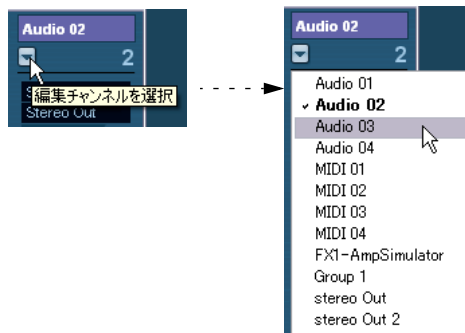 Audio 02
2
編集チャンネルを選択
Stereo Out
Audio 02
2
Audio 01
Audio 02
Audio 03
Audio 04
MIDI 01
MIDI 02
MIDI 03
MIDI 04
FX1-AmpSimulator
Group 1
stereo Out
stereo Out 2